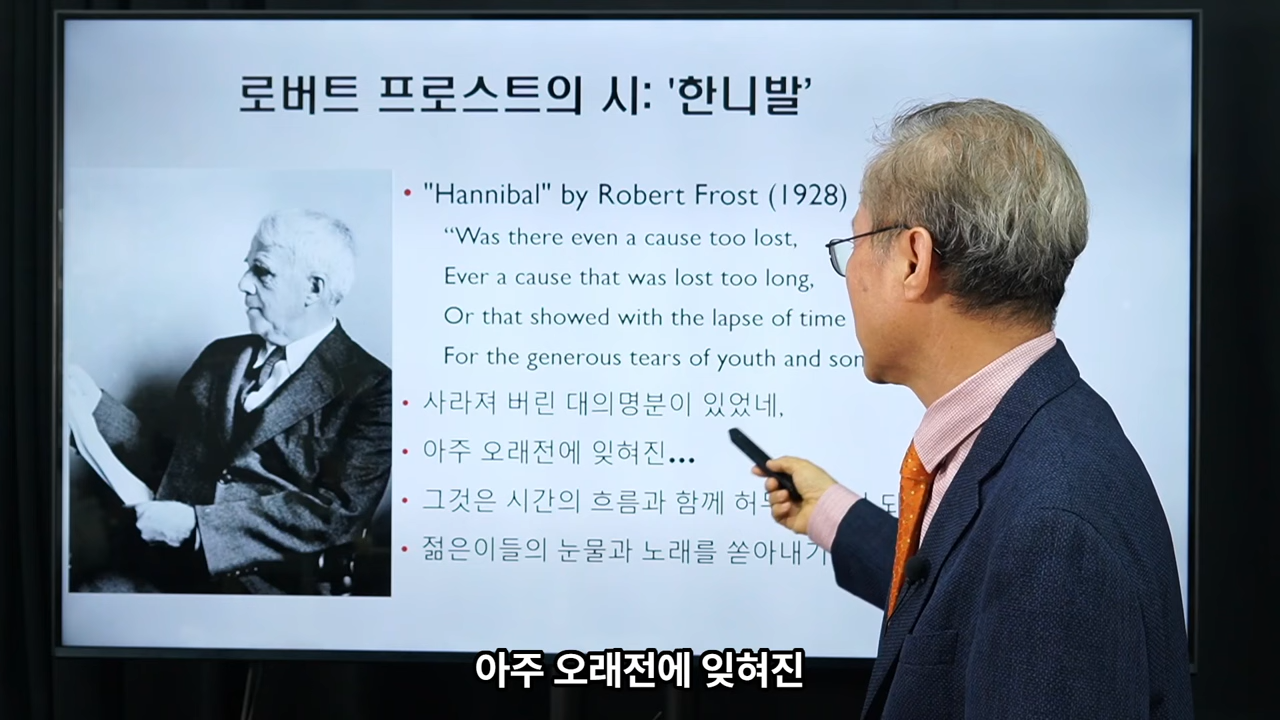 로버트 프로스트의 시: '한니발’
• "Hannibal" by Robert Frost (1928)
“Was there even a cause too lost,
Ever a cause that was lost too long,
Or that showed with the lapse of time
For the generous tears of youth and
• 사라져 버린 대의명분이 있었네,
• 아주 오래전에 잊혀진...
• 그것은 시간의 흐름과 함께
• 젊은이들의 눈물과 노래를 쏟아내기
아주 오래전에 잊혀진